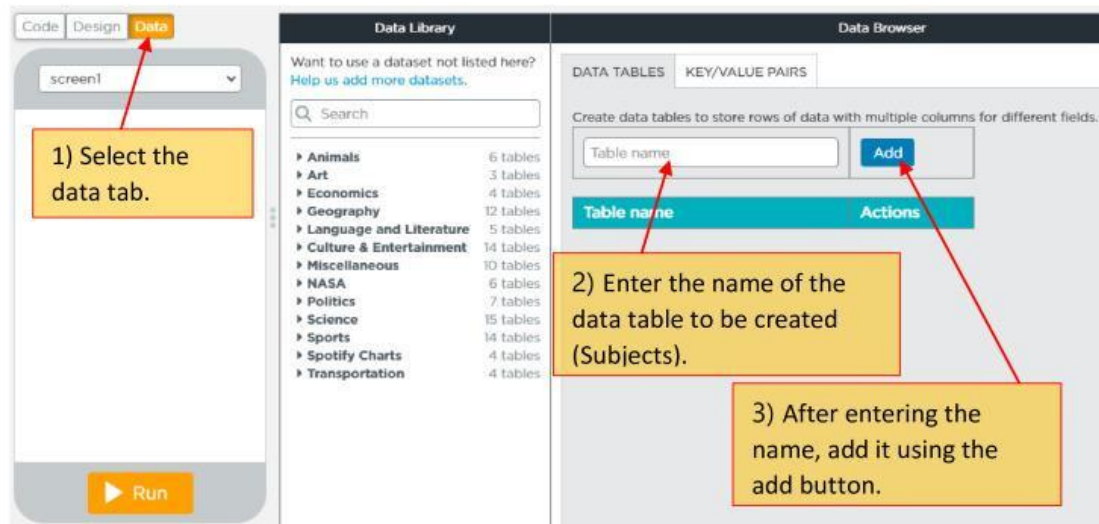 Code Design Data
screen1
1) Select the
data tab.
Run
Data Library
Want to use a dataset not listed here?
Help us add more datasets.
Search
Animals 6 tables
Art 3 tables
Economics 4 tables
Geography 12 tables
Language and Literature 5 tables
Culture & Entertainment 14 tables
Miscellaneous 10 tables
NASA 6 tables
Politics 7 tables
Science 15 tables
Sports 14 tables
Spotify Charts 4 tables
Transportation 4 tables
Data Browser
DATA TABLES KEY/VALUE PAIRS
Create data tables to store rows of data with multiple columns for different fields.
Table name Add
Table name Actions
2) Enter the name of the
data table to be created
(Subjects).
3) After entering the
name, add it using the
add button.